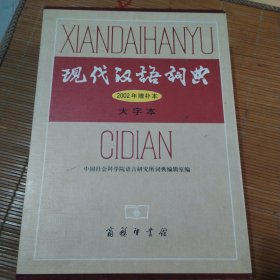 XIANDAIHANYU
现代汉语词典
2002年增补本
大字本
CIDIAN
中国社会科学院语言研究所词典编辑室编
商务印书馆